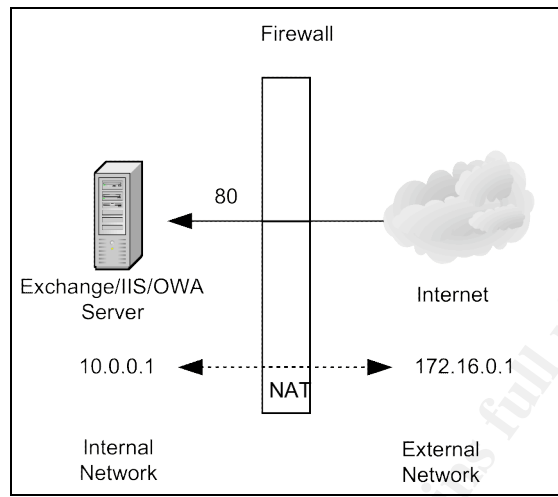 Firewall
80
Exchange/IIS/OWA
Server
Internet
10.0.0.1
172.16.0.1
NAT
Internal
Network
External
Network